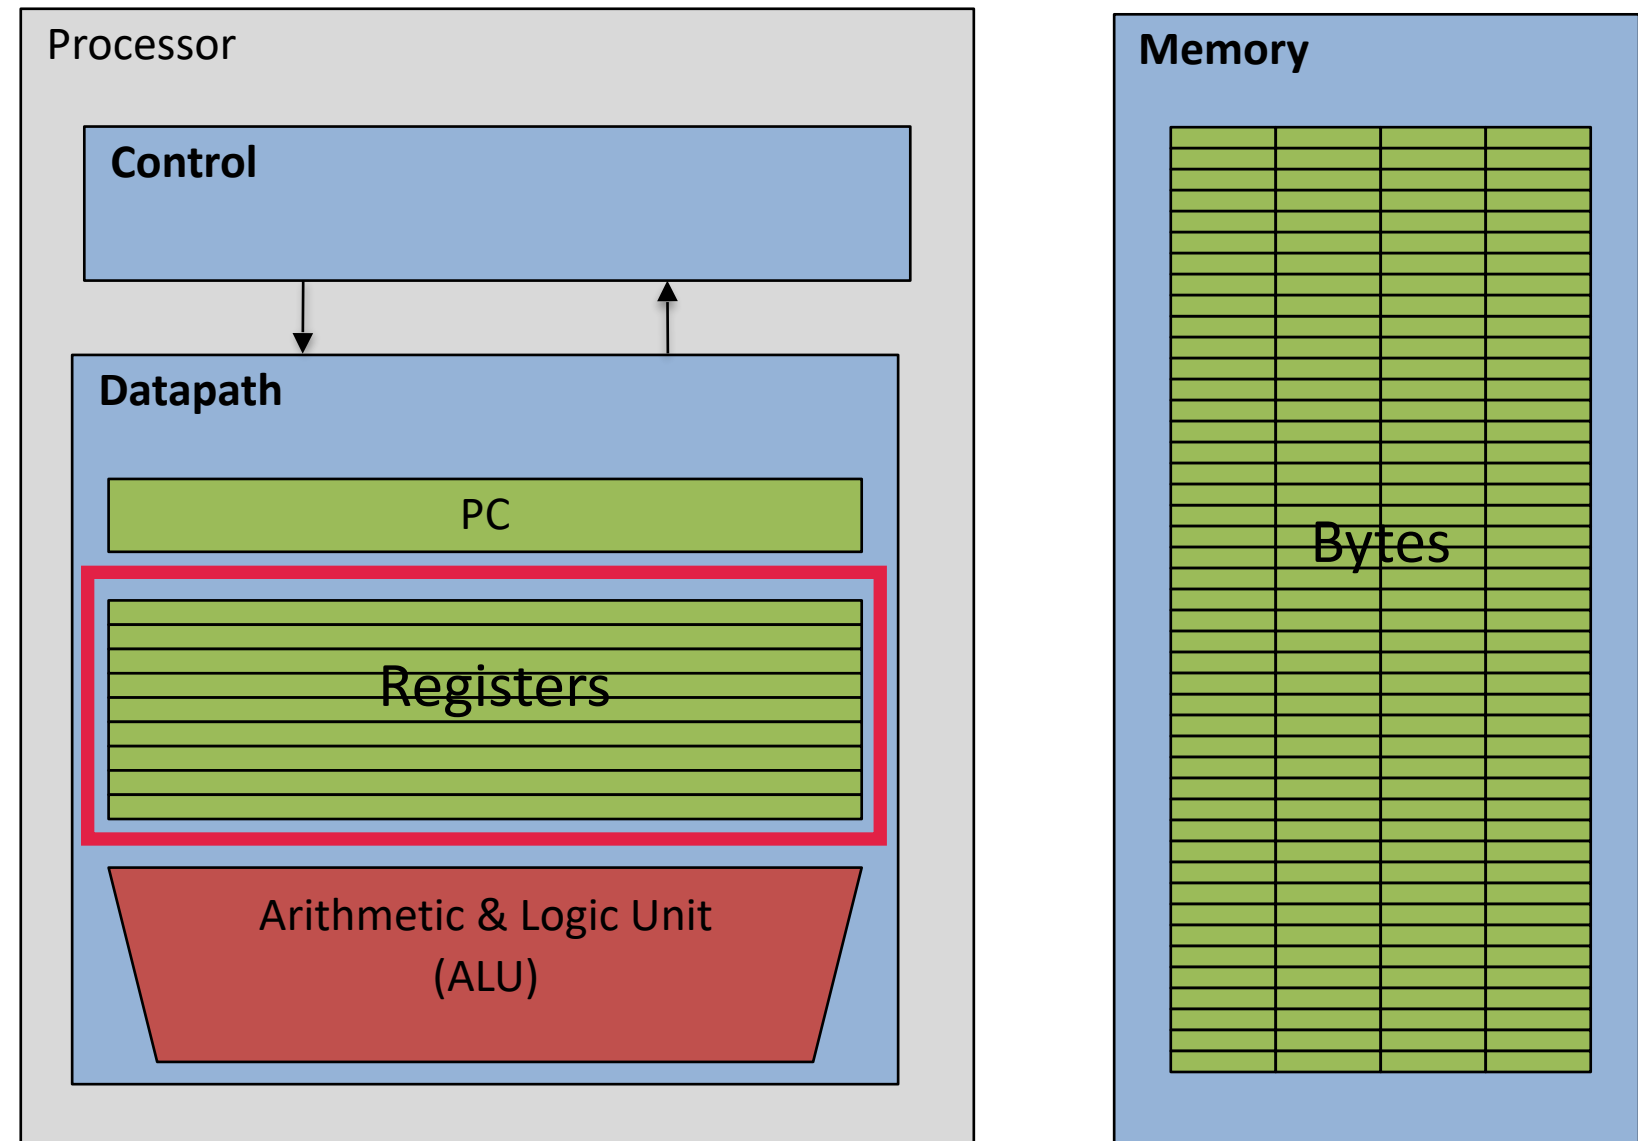 Processor
Control
Datapath
PC
Registers
Arithmetic & Logic Unit
(ALU)
Memory
Bytes